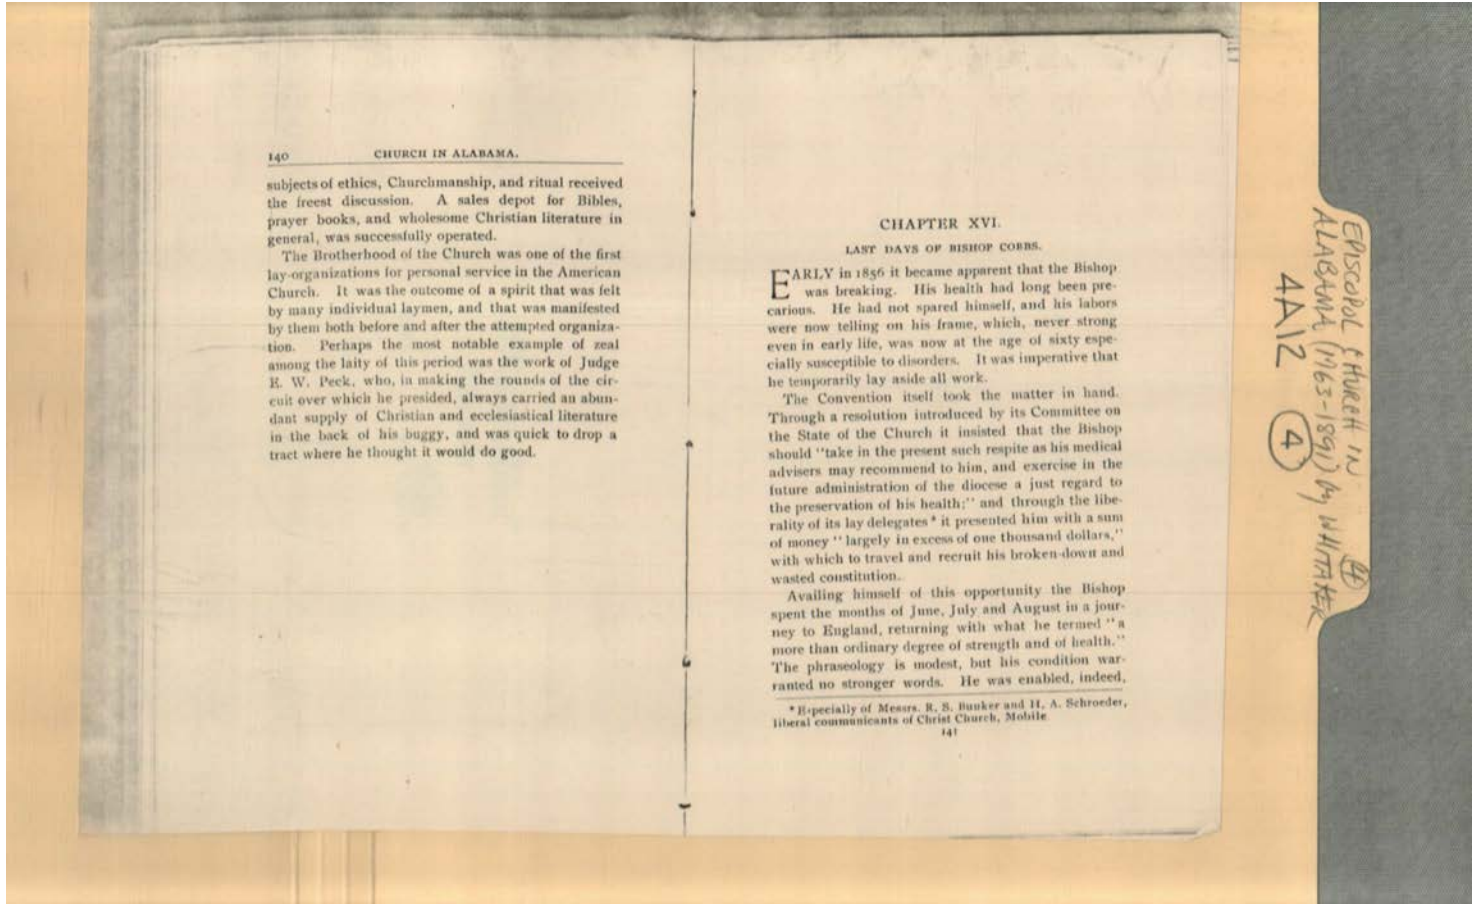 140 CHURCH IN ALABAMA.
subjects of ethics, Churchmanship, and ritual received
the freest discussion. A sales depot for Bibles,
prayer books, and wholesome Christian literature in
general, was successfully operated.
The Brotherhood of the Church was one of the first
lay-organizations for personal service in the American
Church. It was the outcome of a spirit that was felt
by many individual laymen, and that was manifested
by them both before and after the attempted organiza-
tion. Perhaps the most notable example of zeal
among the laity of this period was the work of Judge
E. W. Peck, who, in making the rounds of the cir-
cuit over which he presided, always carried an abun-
dant supply of Christian and ecclesiastical literature
in the back of his buggy, and was quick to drop a
tract where he thought it would do good.
CHAPTER XVI.
LAST DAYS OF BISHOP COBBS.
EARLY in 1856 it became apparent that the Bishop
was breaking. His health had long been pre-
carious. He had not spared himself, and his labors
were now telling on his frame, which, never strong
even in early life, was now at the age of sixty espe-
cially susceptible to disorders. It was imperative that
he temporarily lay aside all work.
The Convention itself took the matter in hand.
Through a resolution introduced by its Committee on
the State of the Church it insisted that the Bishop
should "take in the present such respite as his medical
advisers may recommend to him, and exercise in the
future administration of the diocese a just regard to
the preservation of his health;" and through the libe-
rality of its lay delegates* it presented him with a sum
of money "largely in excess of one thousand dollars,"
with which to travel and recruit his broken-down and
wasted constitution.
Availing himself of this opportunity the Bishop
spent the months of June, July and August in a jour-
ney to England, returning with what he termed "a
more than ordinary degree of strength and of health."
The phraseology is modest, but his condition war-
ranted no stronger words. He was enabled, indeed,
*Especially of Messrs. R. S. Bunker and H. A. Schroeder,
liberal communicants of Christ Church, Mobile
141
EPISCOPOL CHURCH IN (4)
ALABAMA (1763-1891) by WHITAKER
4A12 (4)